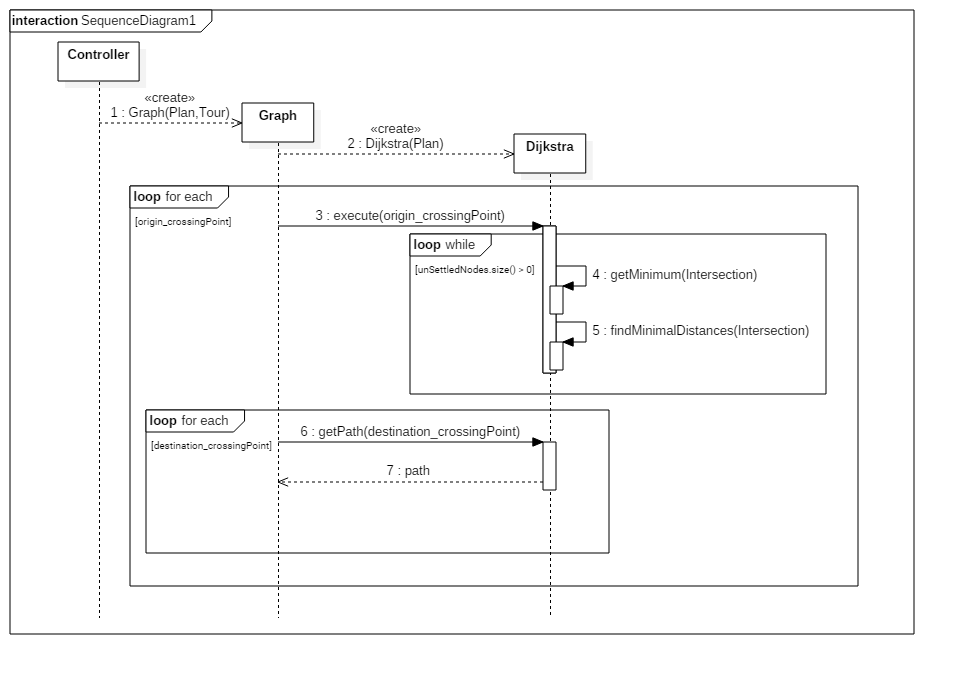 interaction SequenceDiagram1
Controller
«create»
1 : Graph(Plan,Tour)
Graph
«create»
2 : Dijkstra(Plan)
Dijkstra
loop for each
[origin_crossingPoint]
3 : execute(origin_crossingPoint)
loop while
[unSettledNodes.size() > 0]
4 : getMinimum(Intersection)
5 : findMinimalDistances(Intersection)
loop for each
[destination_crossingPoint]
6 : getPath(destination_crossingPoint)
7 : path